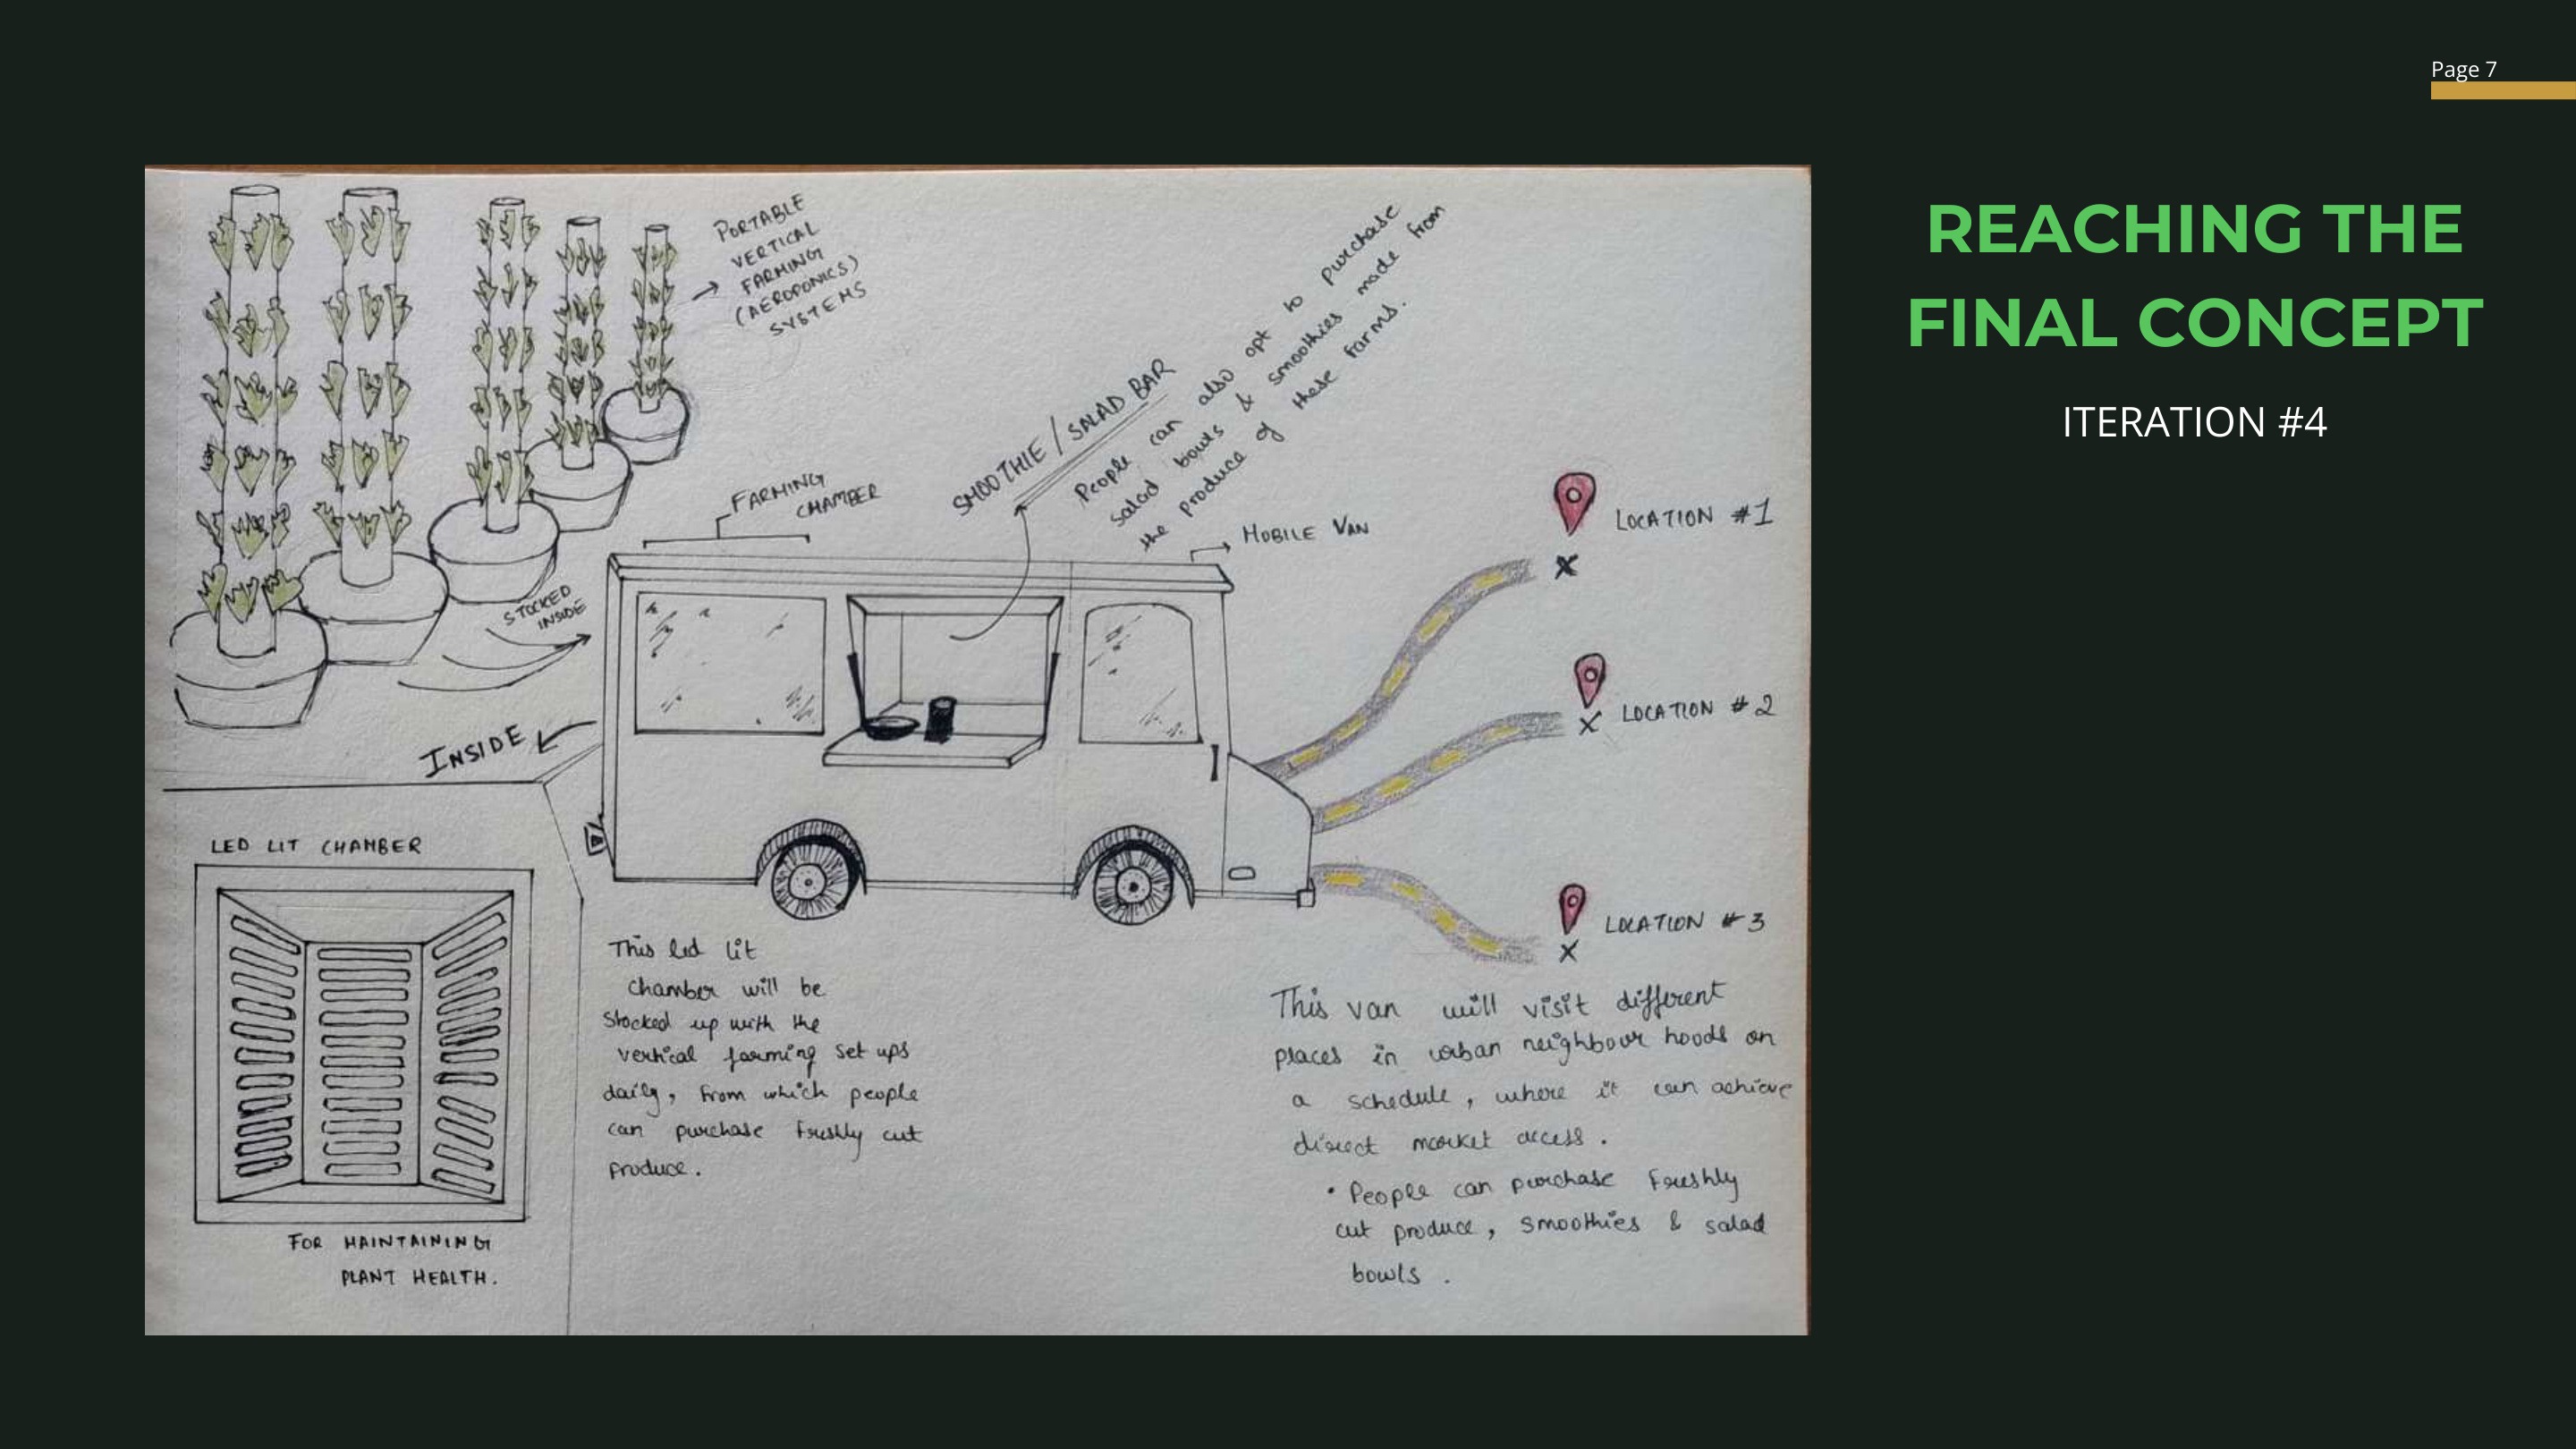 Page 7
REACHING THE
FINAL CONCEPT
ITERATION #4
PORTABLE
VERTICAL
FARMING
(AEROPONICS)
SYSTEMS
STOCKED
INSIDE
FARMING
CHAMBER
SMOOTHIE / SALAD BAR
People can also opt to purchase
salad bowls & smoothies made from
the produce of these farms.
MOBILE VAN
LOCATION #1
LOCATION #2
LOCATION #3
INSIDE
LED LIT CHAMBER
FOR MAINTAINING
PLANT HEALTH.
This led lit
chamber will be
stocked up with the
vertical farming set ups
daily, from which people
can purchase freshly cut
produce.
This van will visit different
places in urban neighbour hoods on
a schedule, where it can achieve
direct market access.
• People can purchase freshly
cut produce, smoothies & salad
bowls .